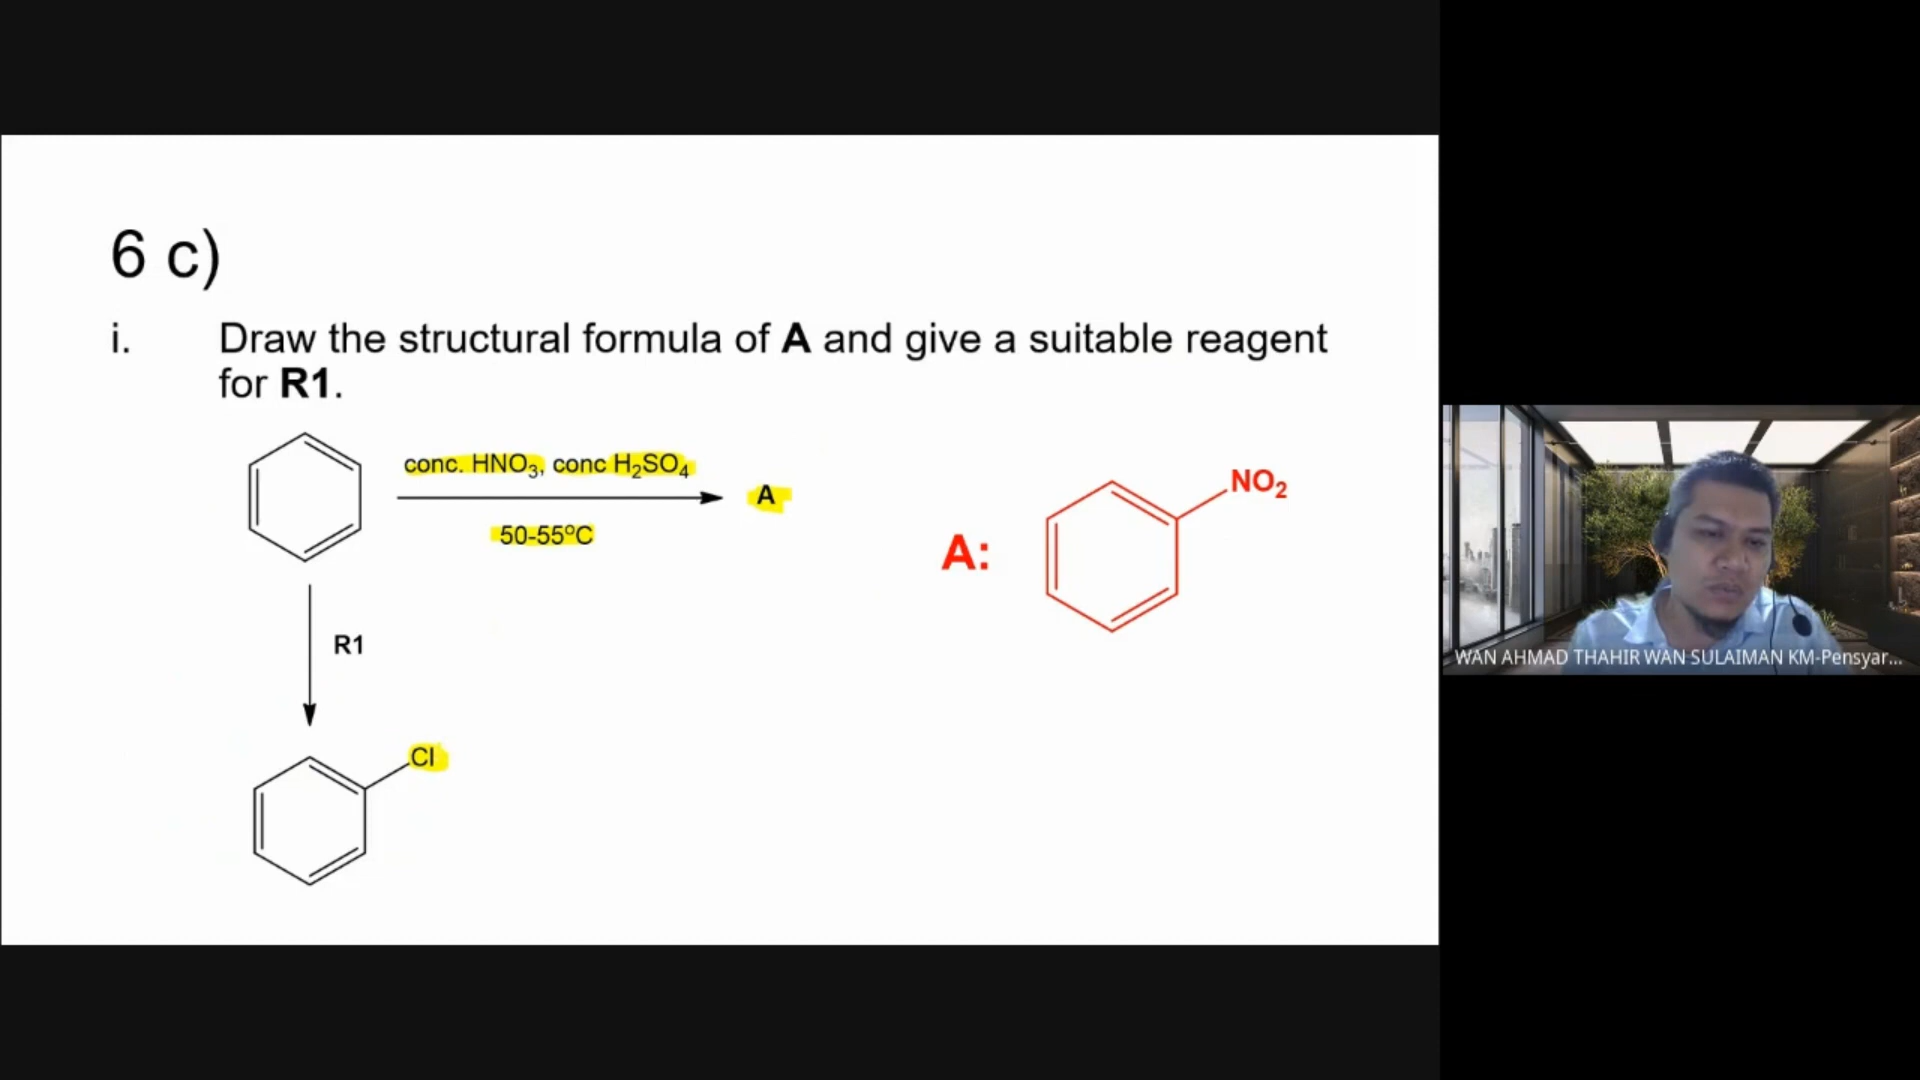 6 c)
i. Draw the structural formula of A and give a suitable reagent
for R1.
conc. HNO₃, conc H₂SO₄
A
50-55°C
NO₂
A:
R1
Cl
WAN AHMAD THAHIR WAN SULAIMAN KM-Pensyar...